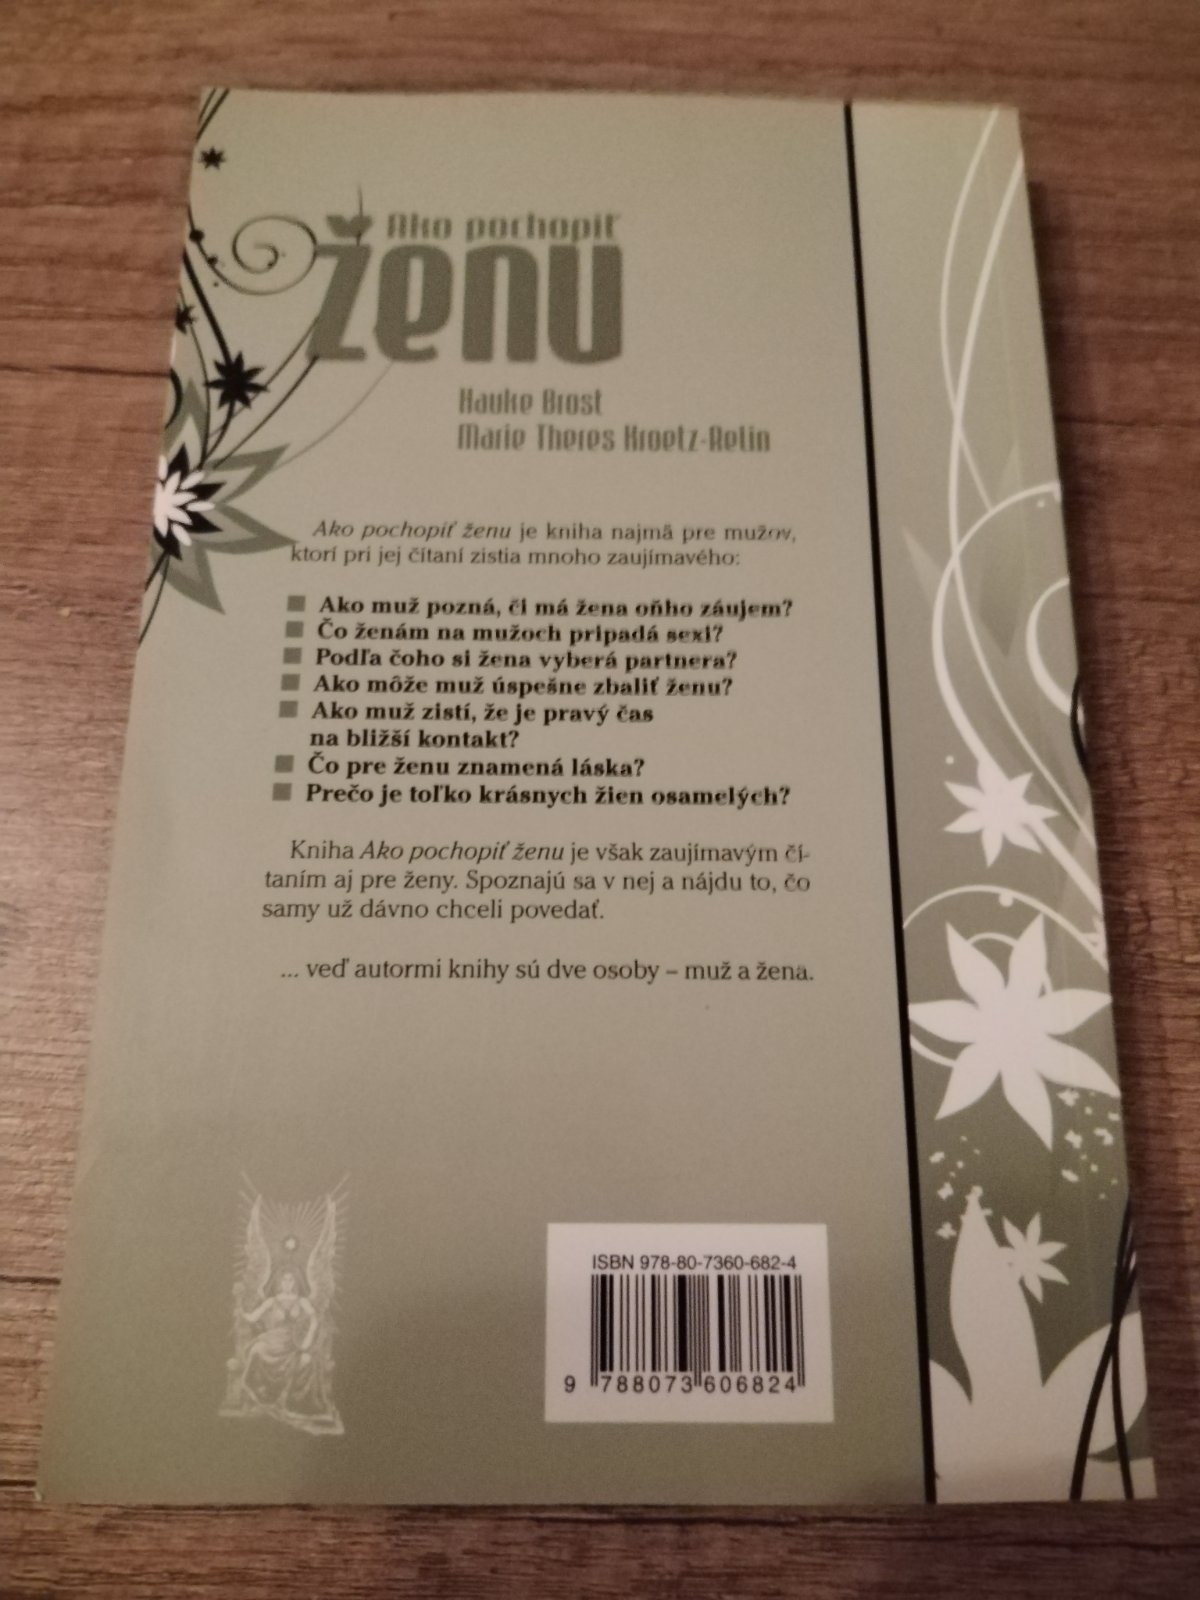 Ako pochopiť
ženu
Hauke Brost
Marie Theres Kroetz-Relin
Ako pochopiť ženu je kniha najmä pre mužov,
ktorí pri jej čítaní zistia mnoho zaujímavého:
■ Ako muž pozná, či má žena oňho záujem?
■ Čo ženám na mužoch pripadá sexi?
■ Podľa čoho si žena vyberá partnera?
■ Ako môže muž úspešne zbaliť ženu?
■ Ako muž zistí, že je pravý čas
na bližší kontakt?
■ Čo pre ženu znamená láska?
■ Prečo je toľko krásnych žien osamelých?
Kniha Ako pochopiť ženu je však zaujímavým čí-
taním aj pre ženy. Spoznajú sa v nej a nájdu to, čo
samy už dávno chceli povedať.
... veď autormi knihy sú dve osoby – muž a žena.
ISBN 978-80-7360-682-4
9 788073 606824